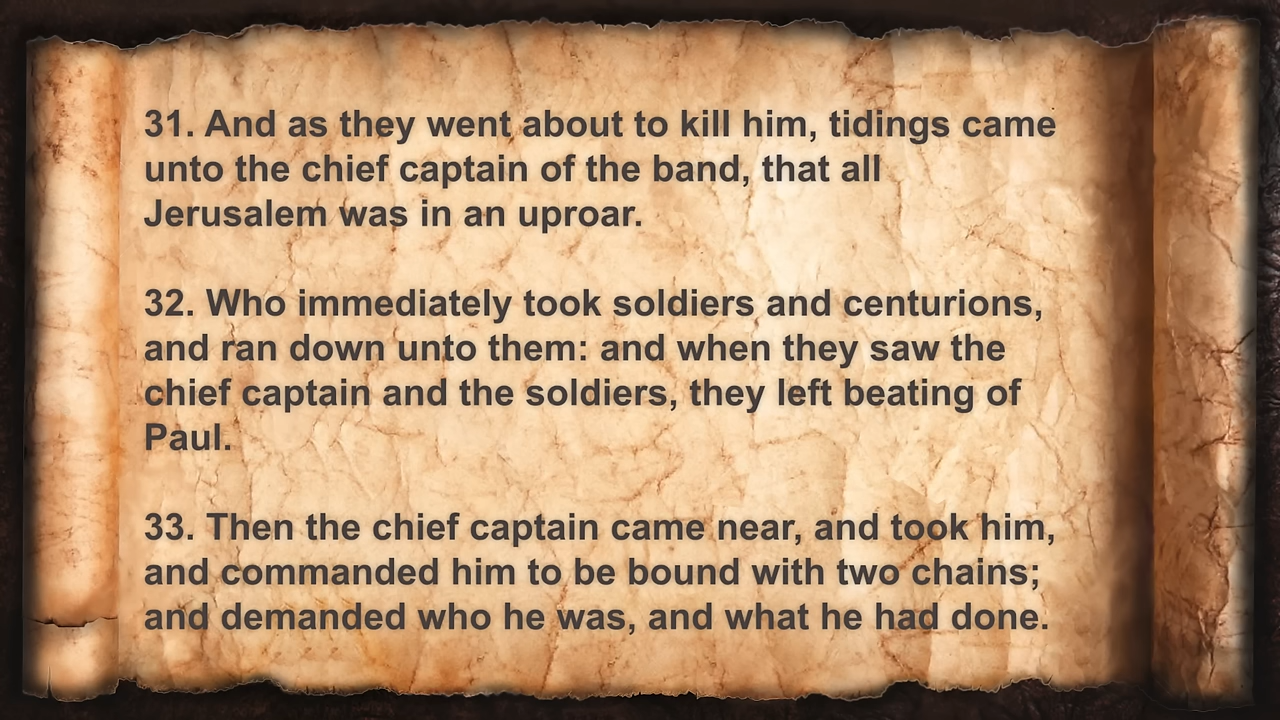 31. And as they went about to kill him, tidings came
unto the chief captain of the band, that all
Jerusalem was in an uproar.
32. Who immediately took soldiers and centurions,
and ran down unto them: and when they saw the
chief captain and the soldiers, they left beating of
Paul.
33. Then the chief captain came near, and took him,
and commanded him to be bound with two chains;
and demanded who he was, and what he had done.